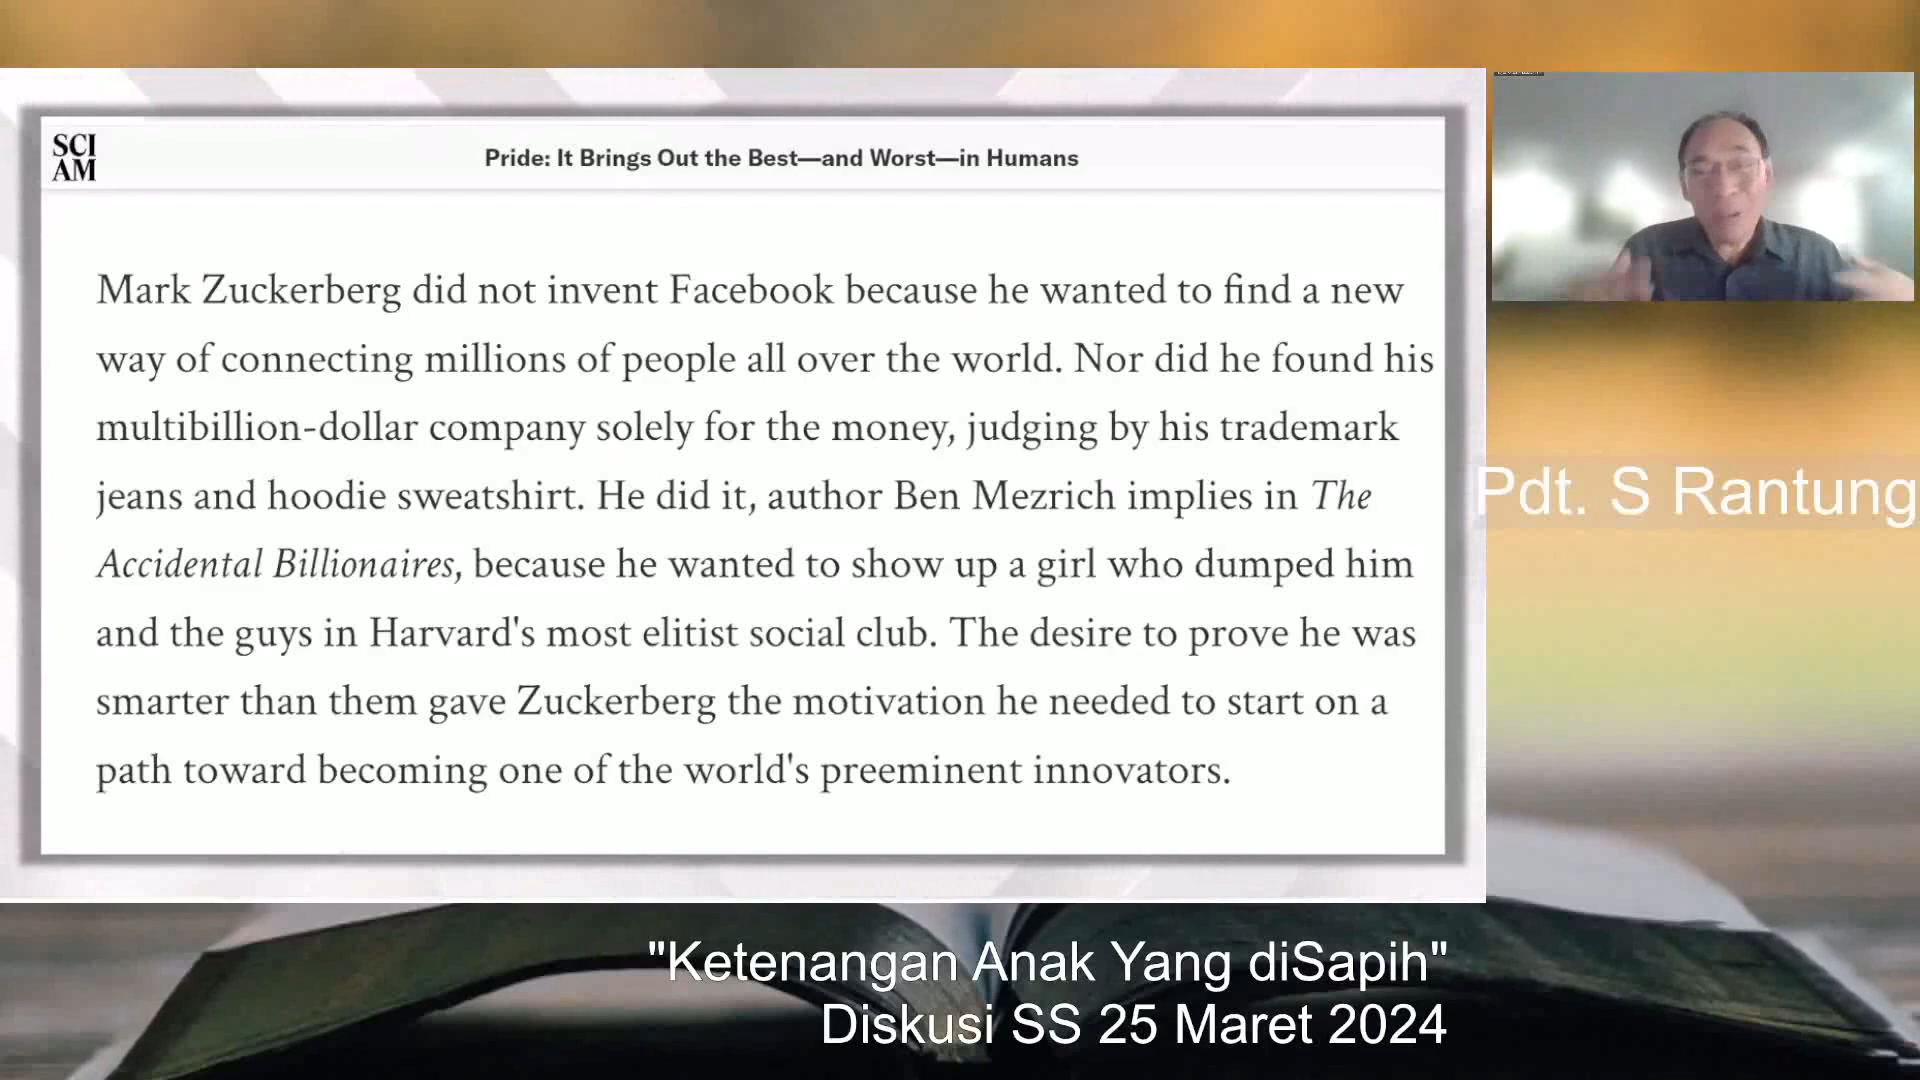 SCI
AM
Pride: It Brings Out the Best—and Worst—in Humans
Mark Zuckerberg did not invent Facebook because he wanted to find a new
way of connecting millions of people all over the world. Nor did he found his
multibillion-dollar company solely for the money, judging by his trademark
jeans and hoodie sweatshirt. He did it, author Ben Mezrich implies in The
Accidental Billionaires, because he wanted to show up a girl who dumped him
and the guys in Harvard's most elitist social club. The desire to prove he was
smarter than them gave Zuckerberg the motivation he needed to start on a
path toward becoming one of the world's preeminent innovators.
Pdt. S Rantung
"Ketenangan Anak Yang diSapih"
Diskusi SS 25 Maret 2024